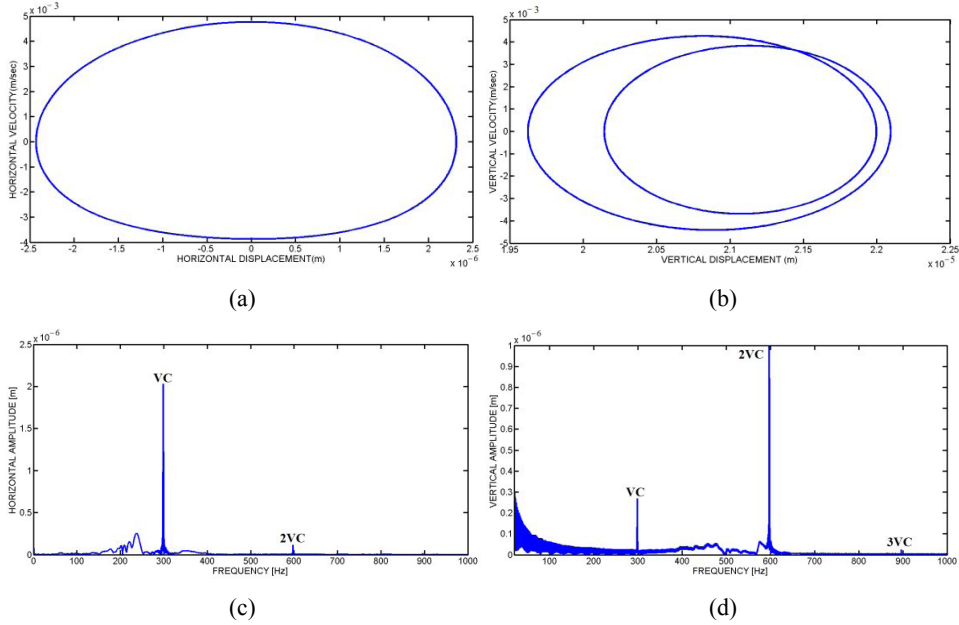 x 10⁻³
5
4
3
2
1
0
-1
-2
-3
-4
HORIZONTAL VELOCITY(m/sec)
-2.5 -2 -1.5 -1 -0.5 0 0.5 1 1.5 2 2.5
HORIZONTAL DISPLACEMENT(m)
x 10⁻⁶
(a)
x 10⁻³
5
4
3
2
1
0
-1
-2
-3
-4
-5
VERTICAL VELOCITY(m/sec)
1.95 2 2.05 2.1 2.15 2.2 2.25
VERTICAL DISPLACEMENT (m)
x 10⁻⁵
(b)
x 10⁻⁶
2.5
2
1.5
1
0.5
0
HORIZONTAL AMPLITUDE [m]
VC
2VC
0 100 200 300 400 500 600 700 800 900 1000
FREQUENCY [Hz]
(c)
x 10⁻⁶
1
0.9
0.8
0.7
0.6
0.5
0.4
0.3
0.2
0.1
0
VERTICAL AMPLITUDE [m]
2VC
VC
3VC
100 200 300 400 500 600 700 800 900 1000
FREQUENCY [Hz]
(d)